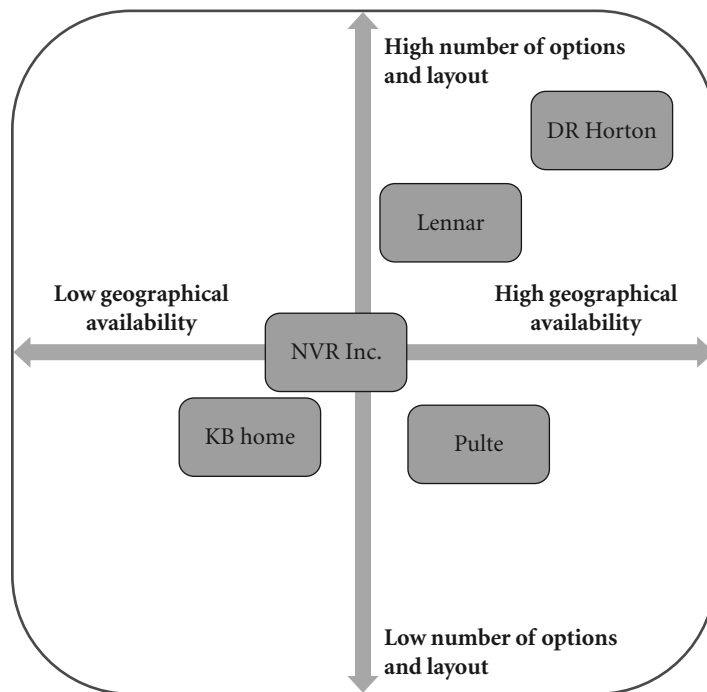 High number of options
and layout
DR Horton
Lennar
Low geographical
availability
High geographical
availability
NVR Inc.
KB home
Pulte
Low number of options
and layout